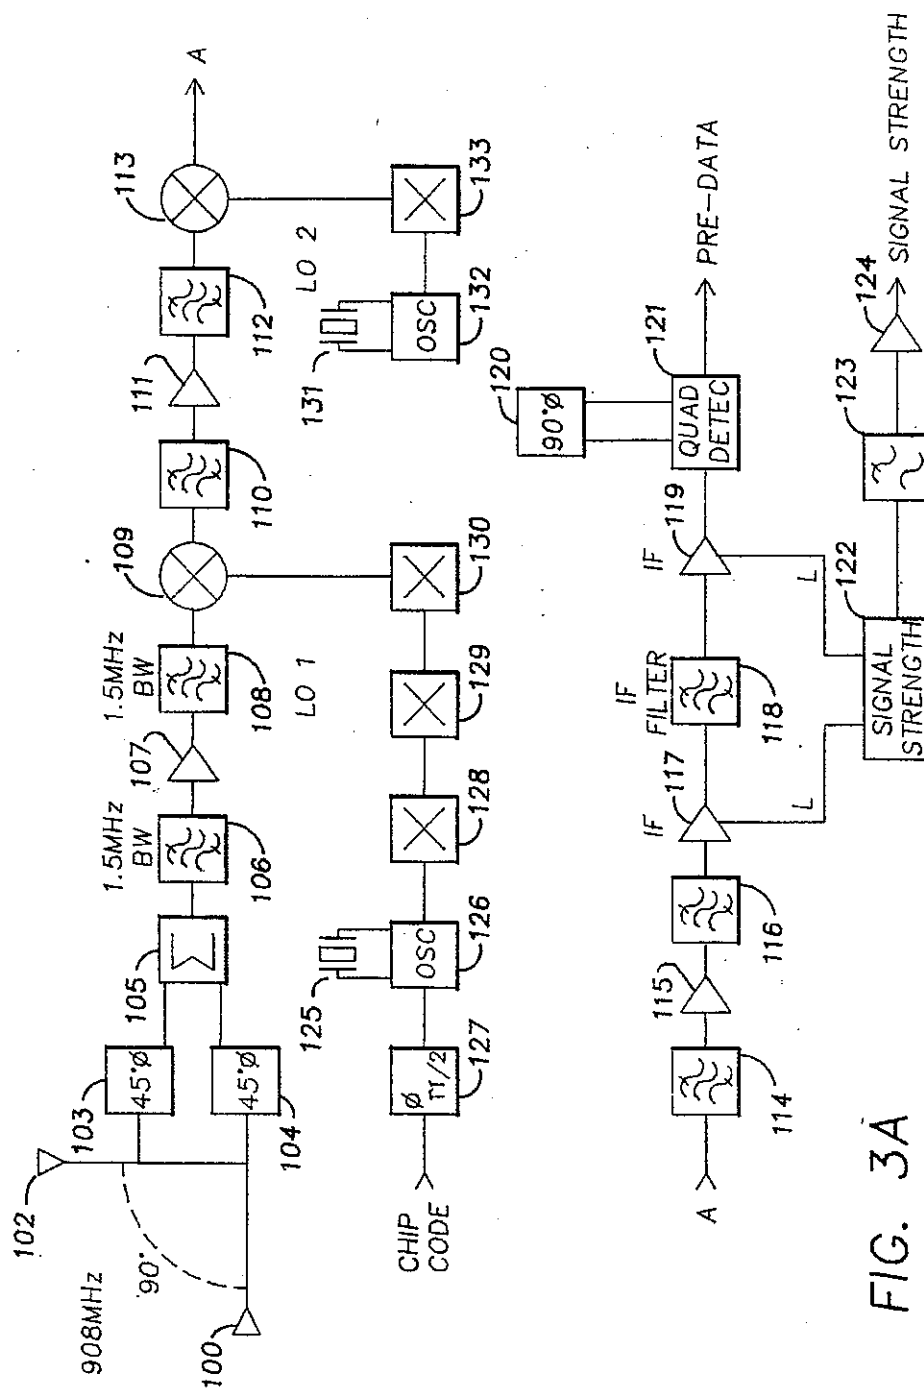 908MHz
90°
100
102
103
45°Ø
104
45°Ø
105
Σ
1.5MHz
BW
106
107
1.5MHz
BW
108
109
110
111
112
113
A
LO 1
LO 2
CHIP
CODE
Ø
π/2
127
125
OSC
126
128
129
130
131
OSC
132
133
A
114
115
116
IF
117
IF
FILTER
118
IF
119
90°Ø
120
QUAD
DETEC
121
PRE-DATA
L
L
SIGNAL
STRENGTH
122
123
124
SIGNAL STRENGTH
FIG. 3A